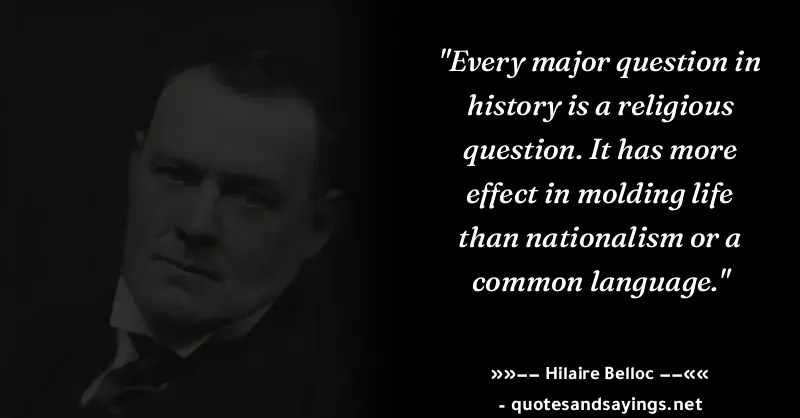 "Every major question in
history is a religious
question. It has more
effect in molding life
than nationalism or a
common language."
»»−− Hilaire Belloc −−««
- quotesandsayings.net